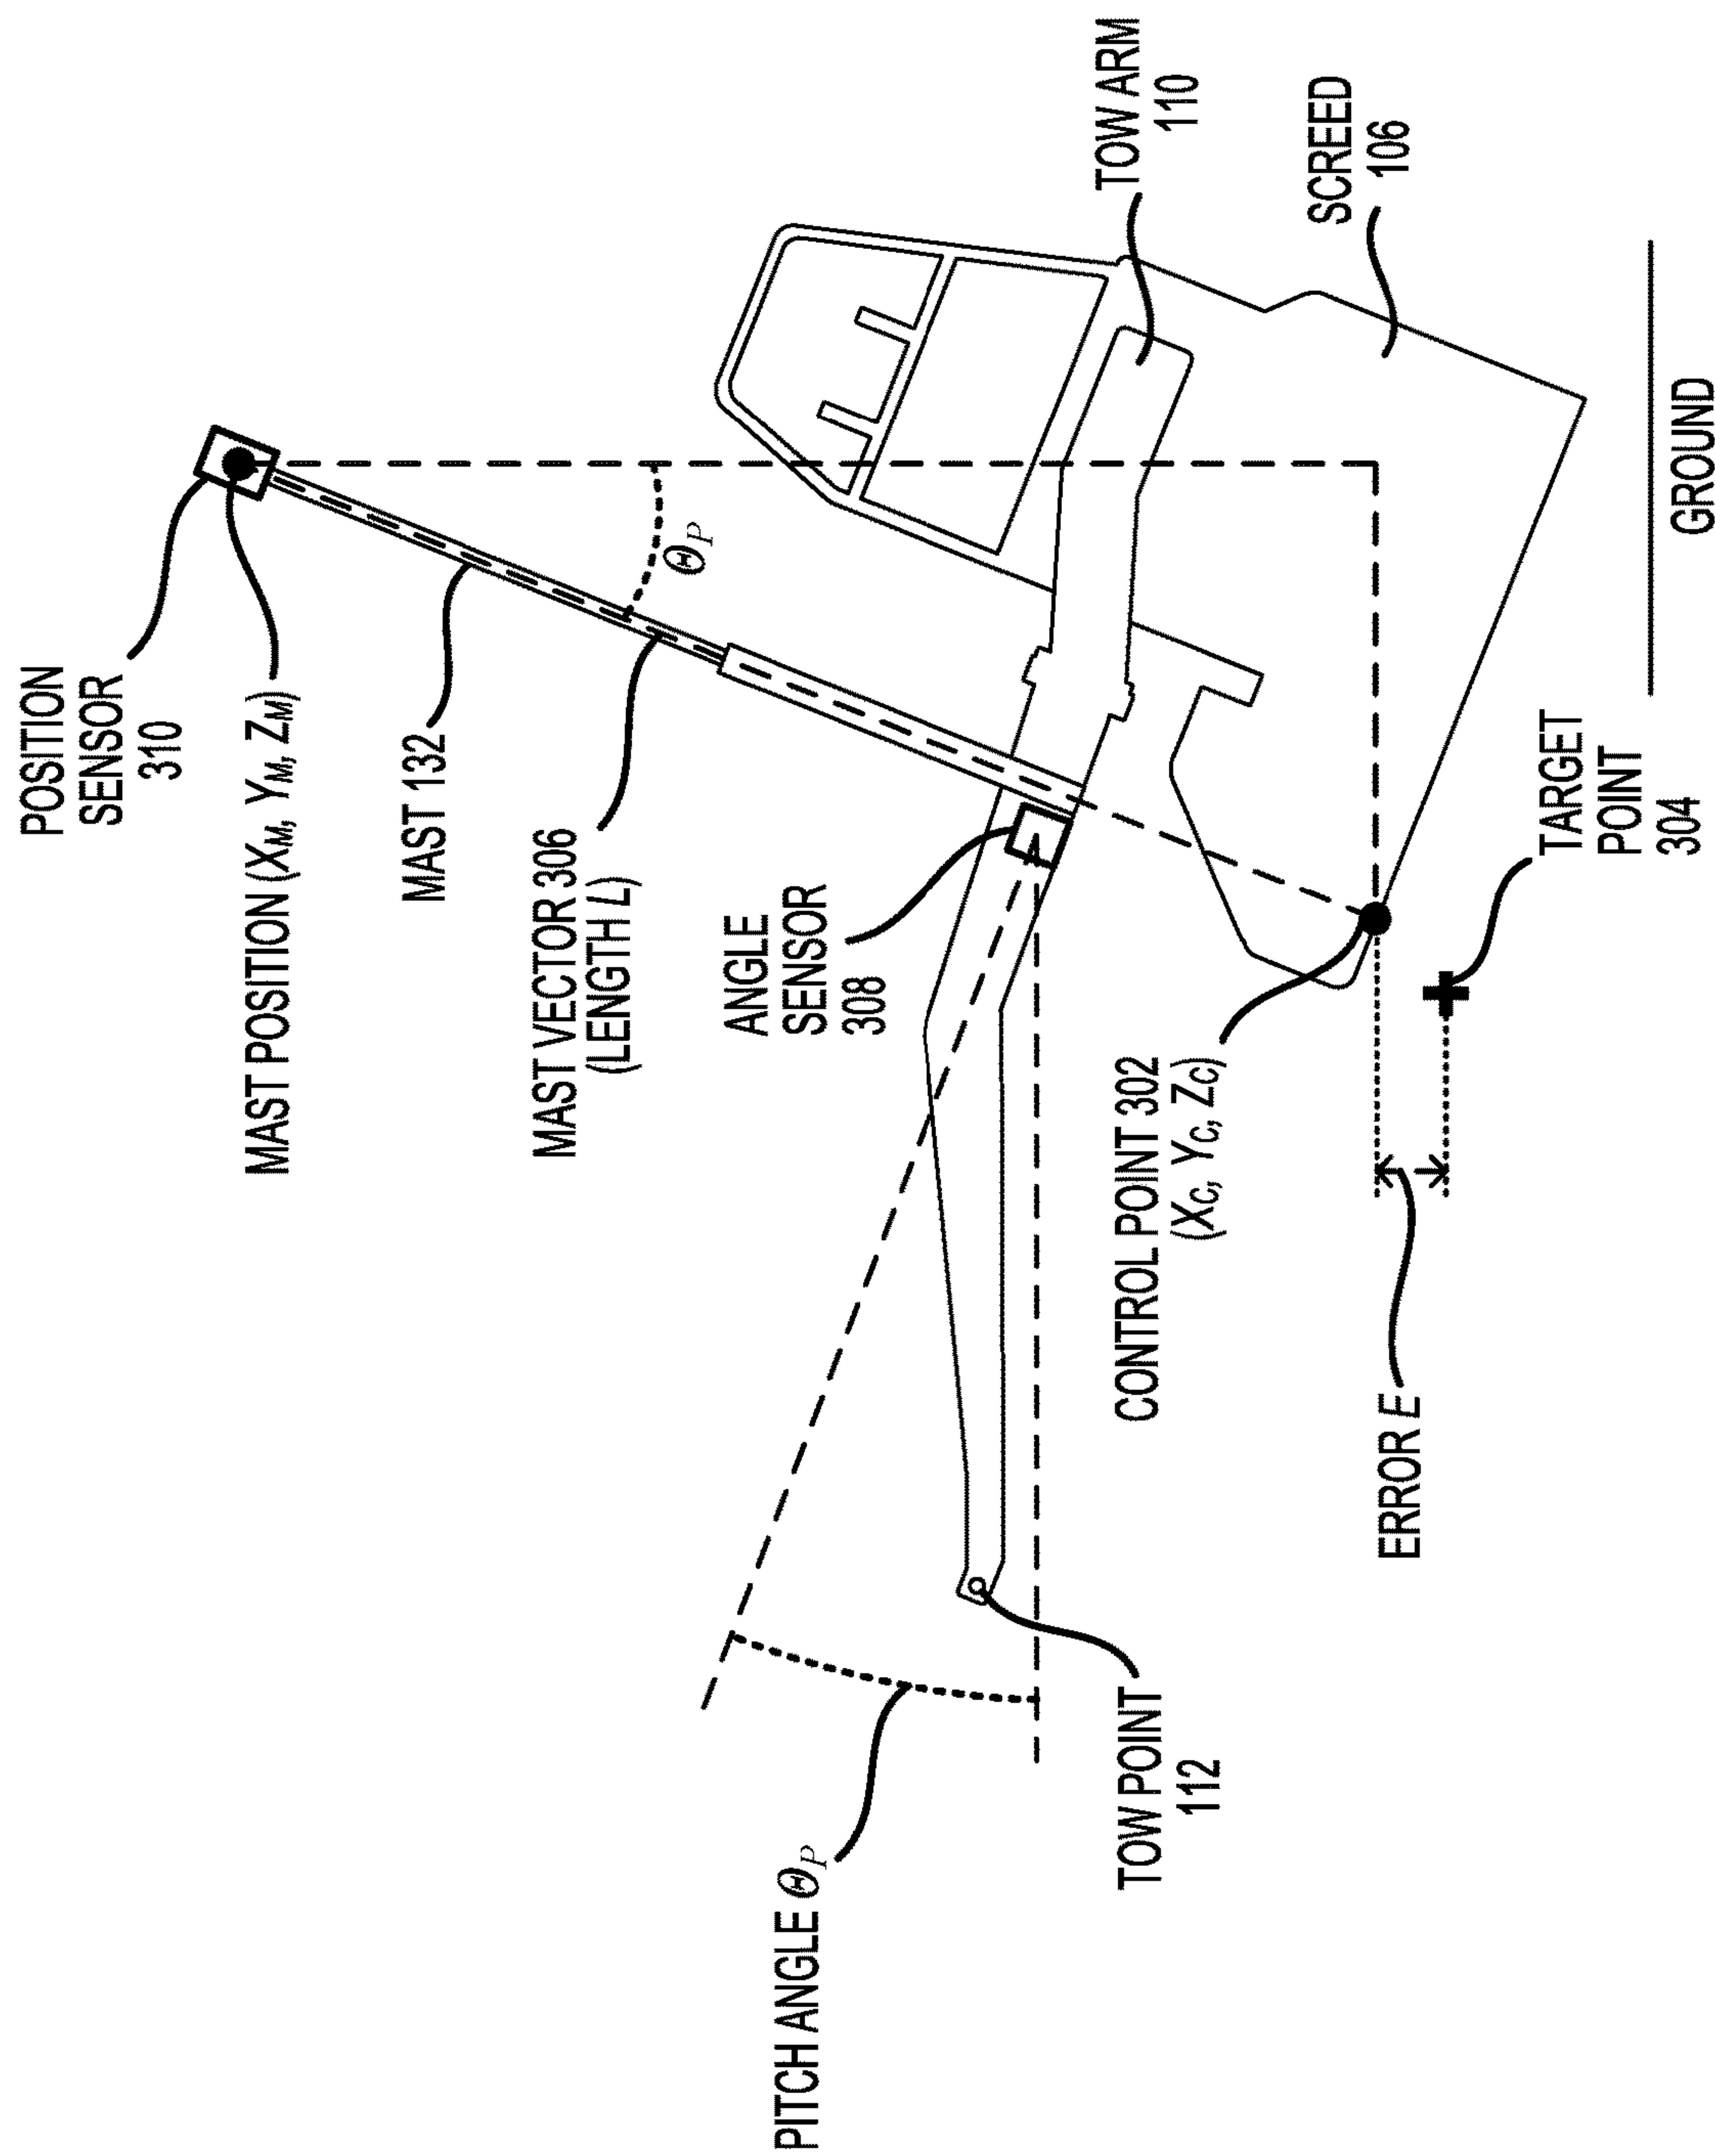 POSITION
SENSOR
310
MAST POSITION (XM, YM, ZM)
MAST 132
MAST VECTOR 306
(LENGTH L)
ΘP
ANGLE
SENSOR
308
PITCH ANGLE ΘP
TOW POINT
112
CONTROL POINT 302
(XC, YC, ZC)
ERROR E
TARGET
POINT
304
TOW ARM
110
SCREED
106
GROUND